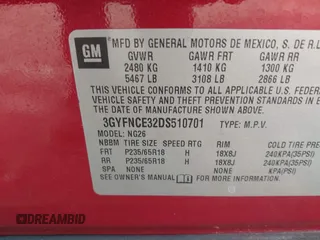 GM
MFD BY GENERAL MOTORS DE MEXICO, S. DE R.L
GVWR GAWR FRT GAWR RR
2480 KG 1410 KG 1300 KG
5467 LB 3108 LB 2866 LB
THIS VEHICLE CONFORMS TO ALL APPLICABLE U.S. FEDERA
VEHICLE SAFETY AND THEFT PREVENTION
THE DATE OF MANUFACTURE SHOWN ABOVE.
3GYFNCE32DS510701 TYPE: M.P.V.
MODEL: NG26
NBBM TIRE SIZE SPEED RTG RIM COLD TIRE PRE
FRT P235/65R18 H 18X8J 240KPA(35PSI)
RR P235/65R18 H 18X8J 240KPA(35PSI)
SPA NONE NONE KPA(PSI)
SEE OWNER'S MANUAL FOR ADDITIONAL INFORMATION
DREAMBID